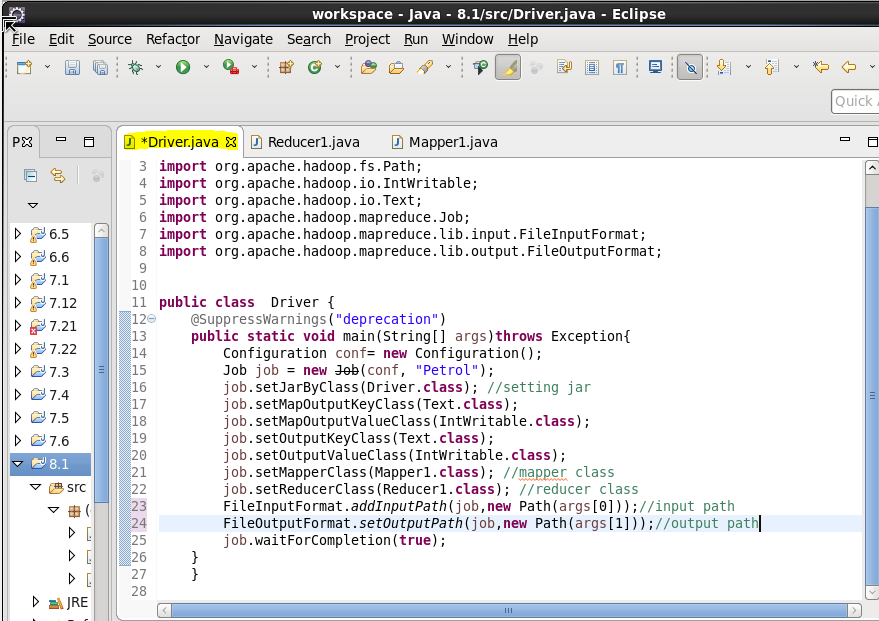 workspace - Java - 8.1/src/Driver.java - Eclipse
File Edit Source Refactor Navigate Search Project Run Window Help
Quick
P
*Driver.java
Reducer1.java
Mapper1.java
6.5
6.6
7.1
7.12
7.21
7.22
7.3
7.4
7.5
7.6
8.1
src
(
JRE
3 import org.apache.hadoop.fs.Path;
4 import org.apache.hadoop.io.IntWritable;
5 import org.apache.hadoop.io.Text;
6 import org.apache.hadoop.mapreduce.Job;
7 import org.apache.hadoop.mapreduce.lib.input.FileInputFormat;
8 import org.apache.hadoop.mapreduce.lib.output.FileOutputFormat;
9
10
11 public class  Driver {
12 @SuppressWarnings("deprecation")
13 public static void main(String[] args)throws Exception{
14 Configuration conf= new Configuration();
15 Job job = new Job(conf, "Petrol");
16 job.setJarByClass(Driver.class); //setting jar
17 job.setMapOutputKeyClass(Text.class);
18 job.setMapOutputValueClass(IntWritable.class);
19 job.setOutputKeyClass(Text.class);
20 job.setOutputValueClass(IntWritable.class);
21 job.setMapperClass(Mapper1.class); //mapper class
22 job.setReducerClass(Reducer1.class); //reducer class
23 FileInputFormat.addInputPath(job,new Path(args[0]));//input path
24 FileOutputFormat.setOutputPath(job,new Path(args[1]));//output path
25 job.waitForCompletion(true);
26 }
27 }
28